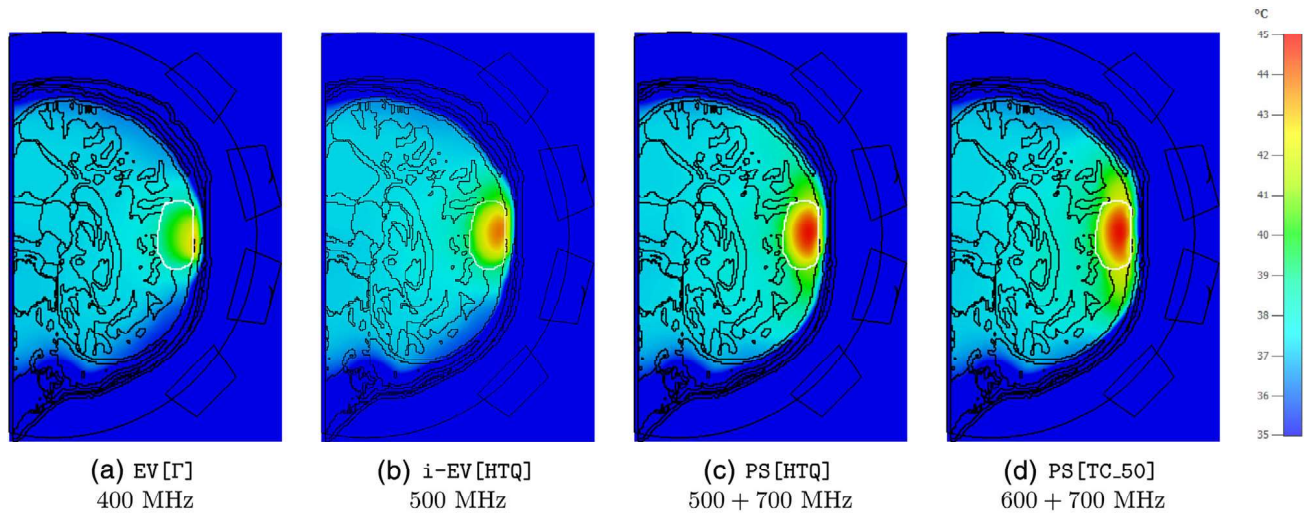 °C
45
44
43
42
41
40
39
38
37
36
35
(a) EV[Γ]
400 MHz
(b) i-EV[HTQ]
500 MHz
(c) PS[HTQ]
500 + 700 MHz
(d) PS[TC_50]
600 + 700 MHz